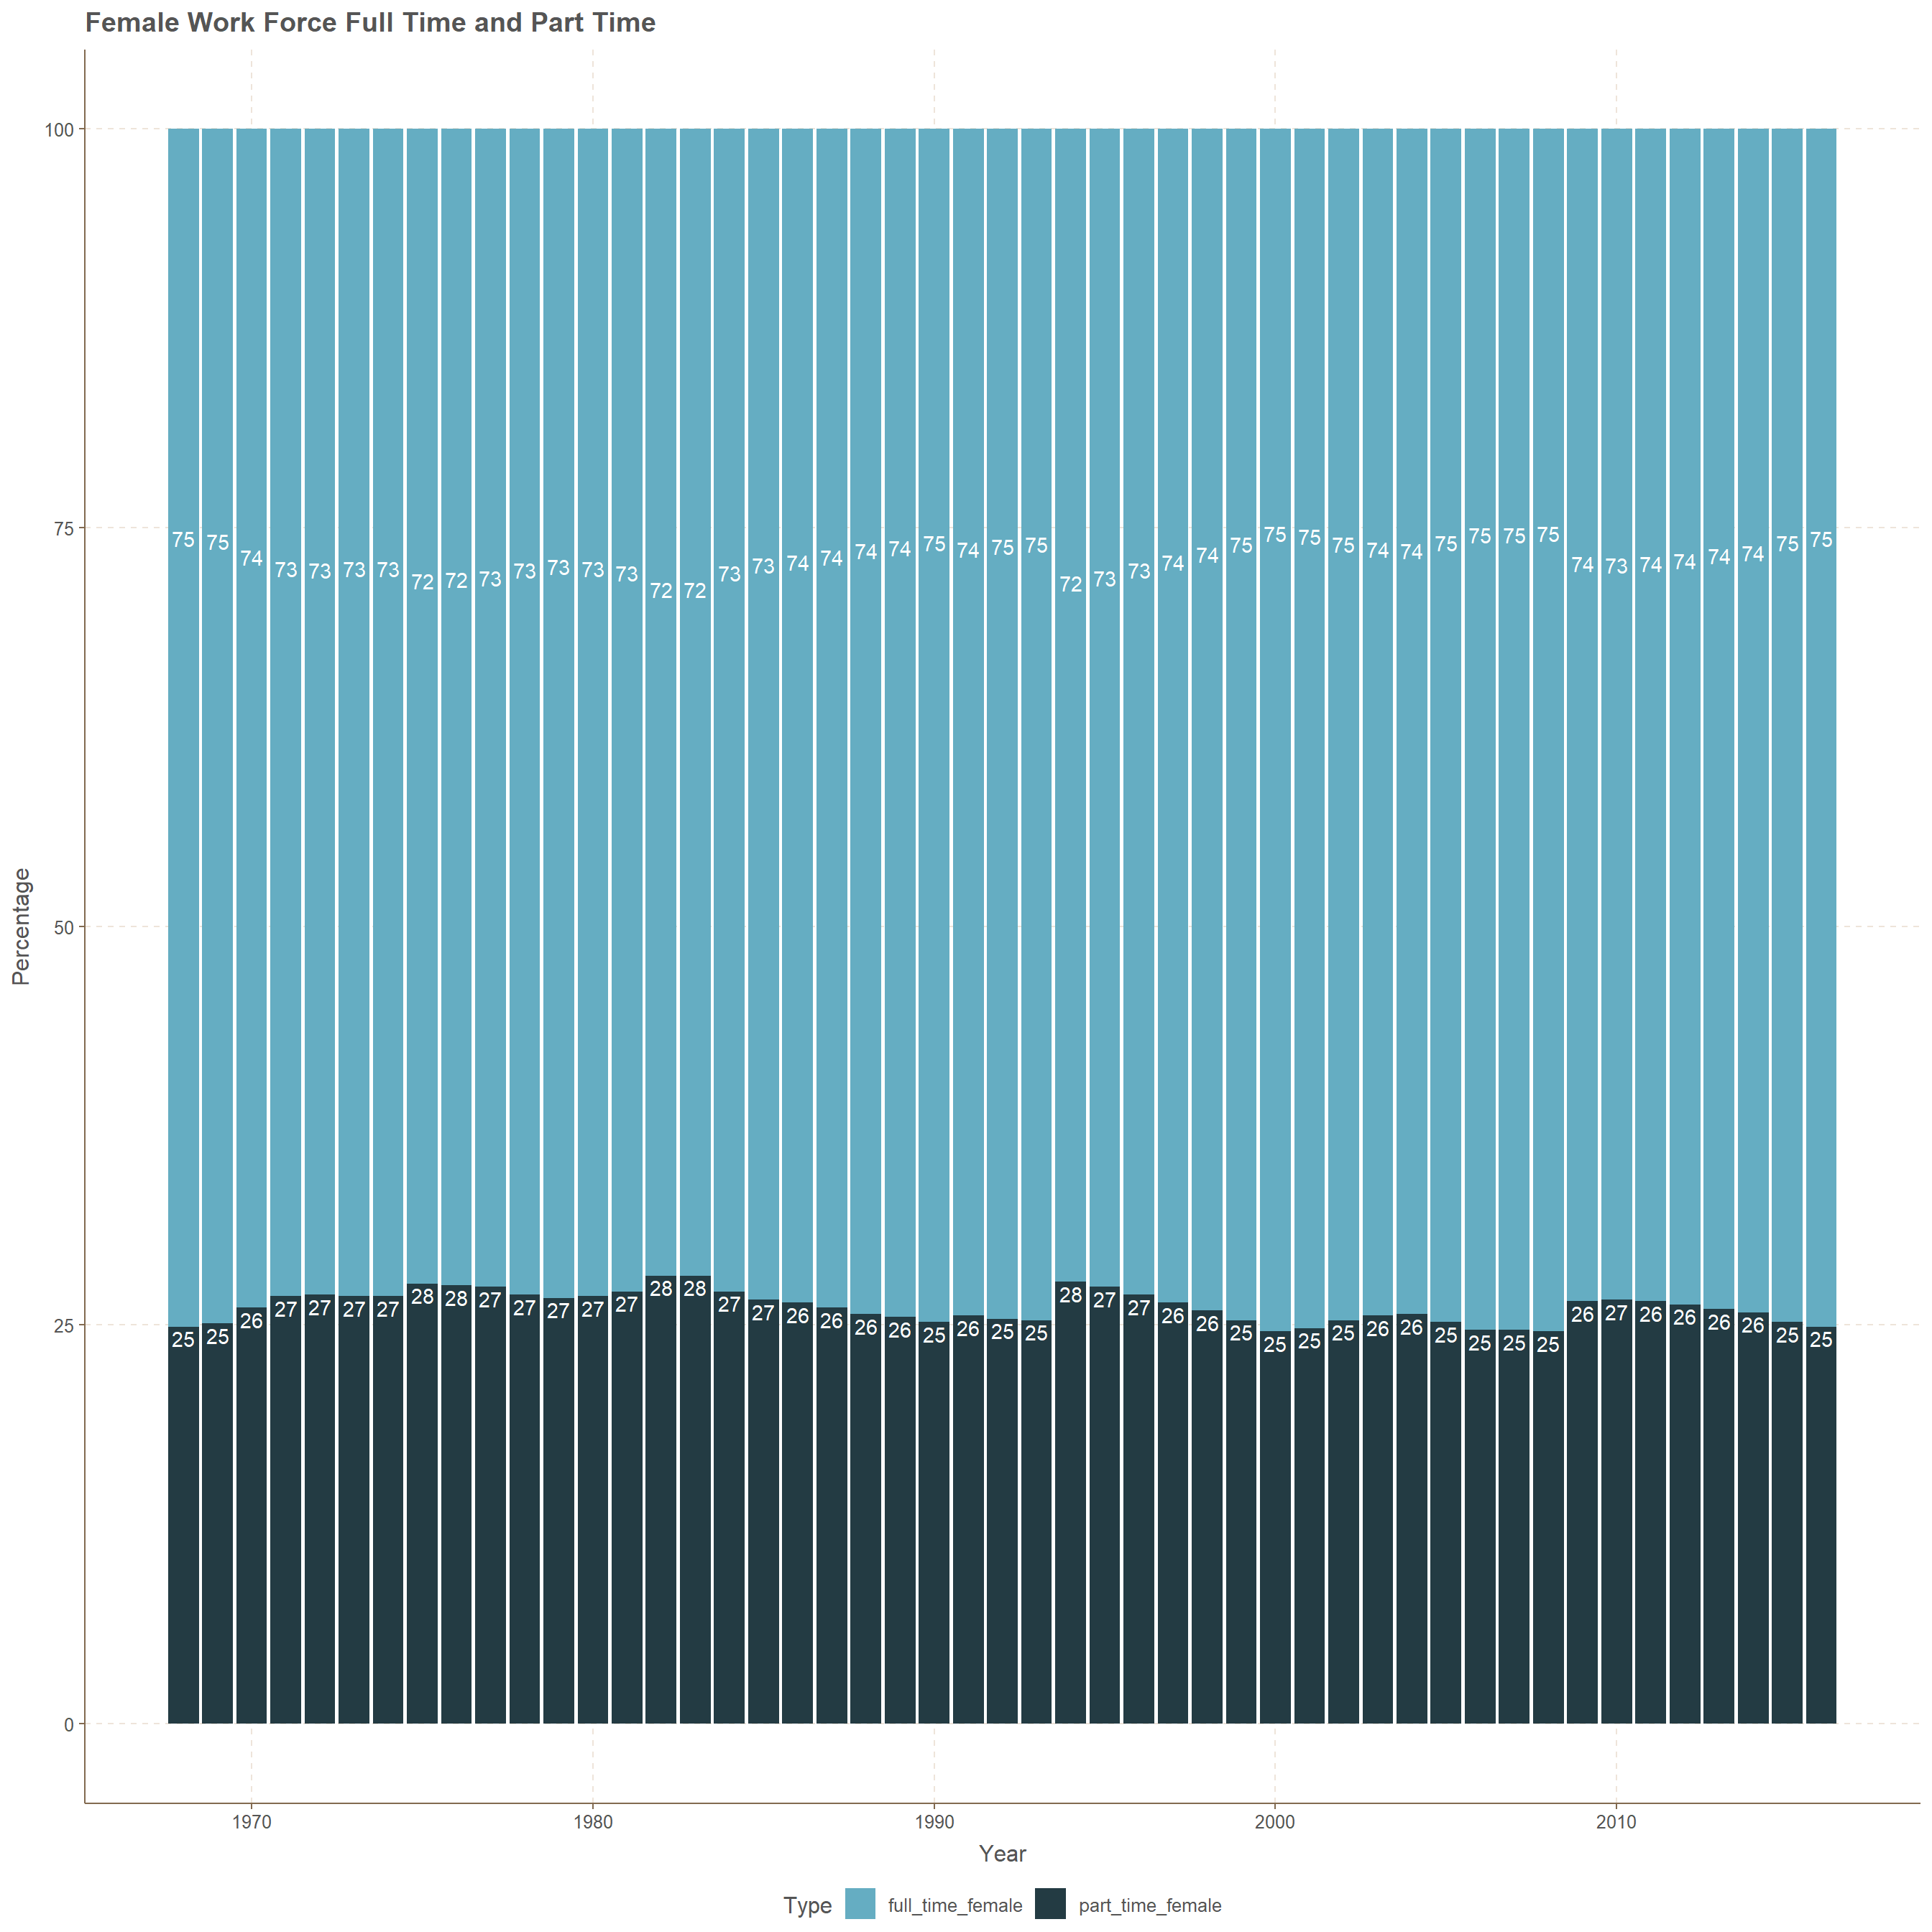 Female Work Force Full Time and Part Time
100
75
50
25
0
Percentage
75 75 74 73 73 73 73 72 72 73 73 73 73 73 72 72 73 73 74 74 74 74 75 74 75 75 72 73 73 74 74 75 75 75 75 74 74 75 75 75 75 74 73 74 74 74 74 75 75
25 25 26 27 27 27 27 28 28 27 27 27 27 27 28 28 27 27 26 26 26 26 25 26 25 25 28 27 27 26 26 25 25 25 25 26 26 25 25 25 25 26 27 26 26 26 26 25 25
1970 1980 1990 2000 2010
Year
Type full_time_female part_time_female